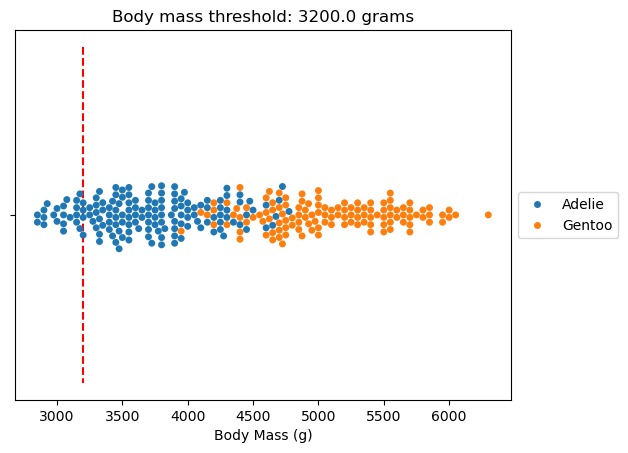 Body mass threshold: 3200.0 grams
Adelie
Gentoo
3000 3500 4000 4500 5000 5500 6000
Body Mass (g)